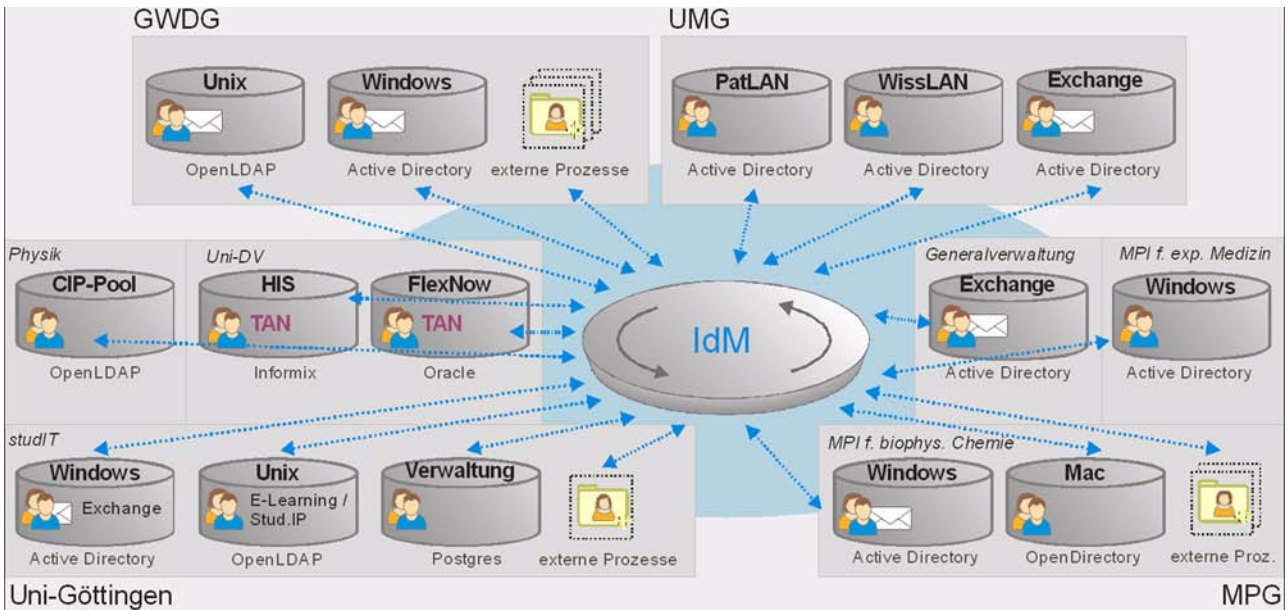 GWDG
Unix
OpenLDAP
Windows
Active Directory
externe Prozesse
UMG
PatLAN
Active Directory
WissLAN
Active Directory
Exchange
Active Directory
Physik
CIP-Pool
OpenLDAP
Uni-DV
HIS
TAN
Informix
FlexNow
TAN
Oracle
IdM
Generalverwaltung
Exchange
Active Directory
MPI f. exp. Medizin
Windows
Active Directory
studIT
Windows
Exchange
Active Directory
Unix
E-Learning /
Stud.IP
OpenLDAP
Verwaltung
Postgres
externe Prozesse
Uni-Göttingen
MPI f. biophys. Chemie
Windows
Active Directory
Mac
OpenDirectory
externe Proz.
MPG